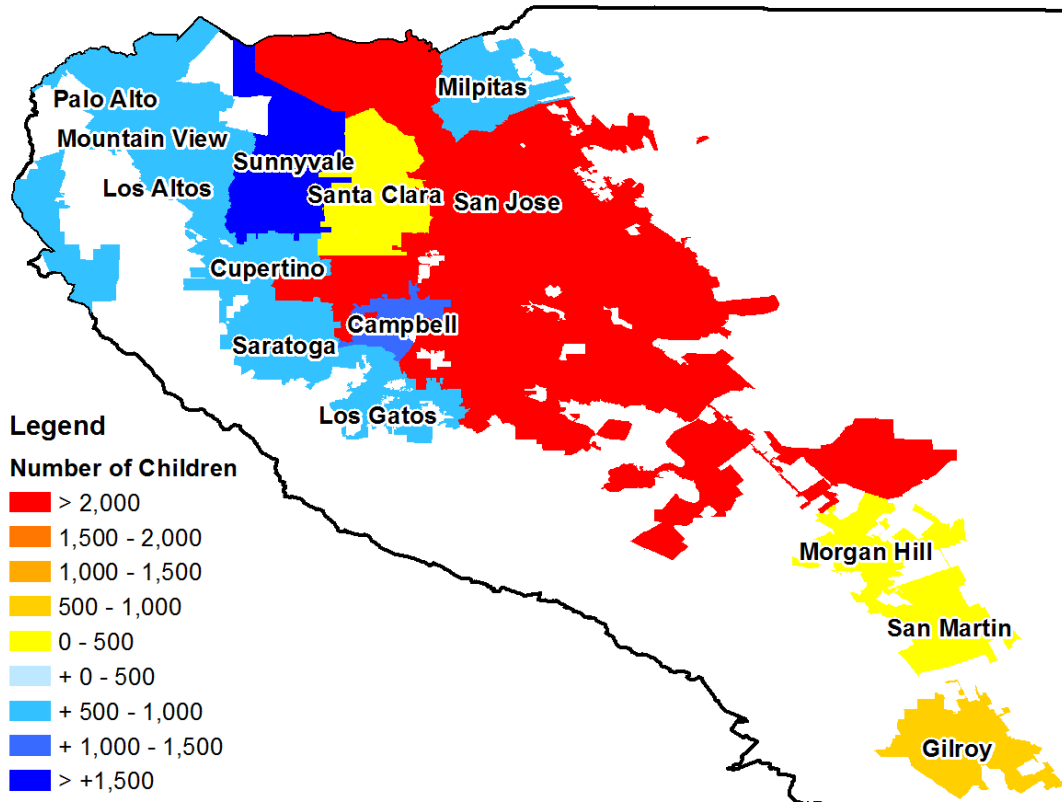 Palo Alto
Milpitas
Mountain View
Sunnyvale
Los Altos
Santa Clara
San Jose
Cupertino
Campbell
Saratoga
Los Gatos
Morgan Hill
San Martin
Gilroy
Legend
Number of Children
> 2,000
1,500 - 2,000
1,000 - 1,500
500 - 1,000
0 - 500
+ 0 - 500
+ 500 - 1,000
+ 1,000 - 1,500
> +1,500